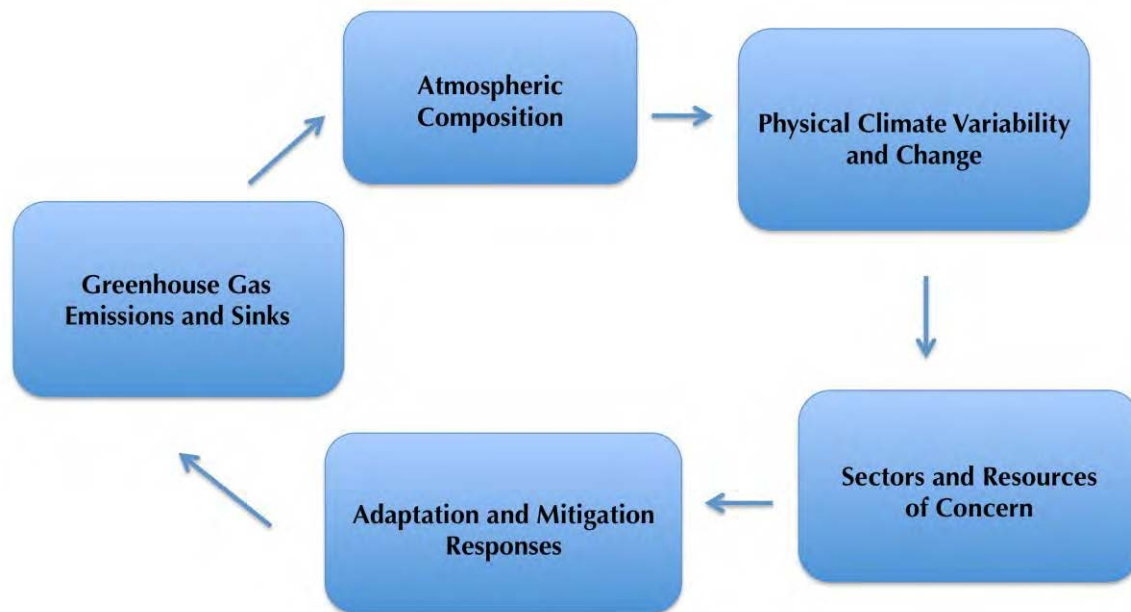 Atmospheric
Composition
Physical Climate Variability
and Change
Greenhouse Gas
Emissions and Sinks
Sectors and Resources
of Concern
Adaptation and Mitigation
Responses